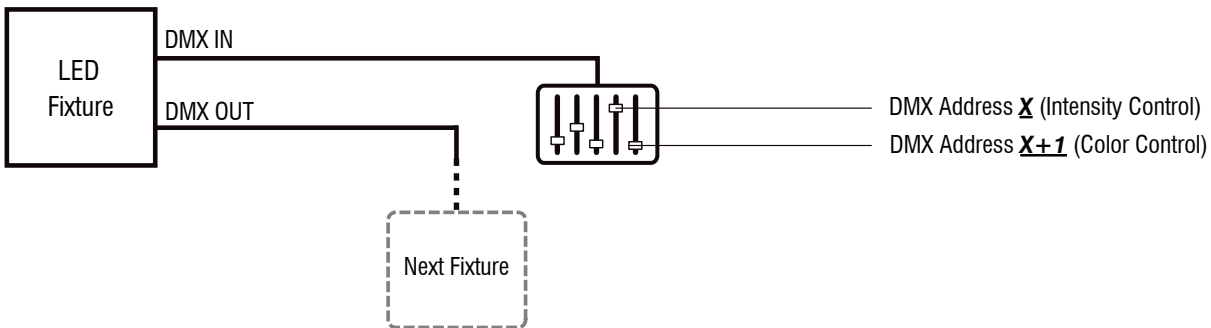 DMX IN
LED
Fixture
DMX OUT
DMX Address X (Intensity Control)
DMX Address X+1 (Color Control)
Next Fixture